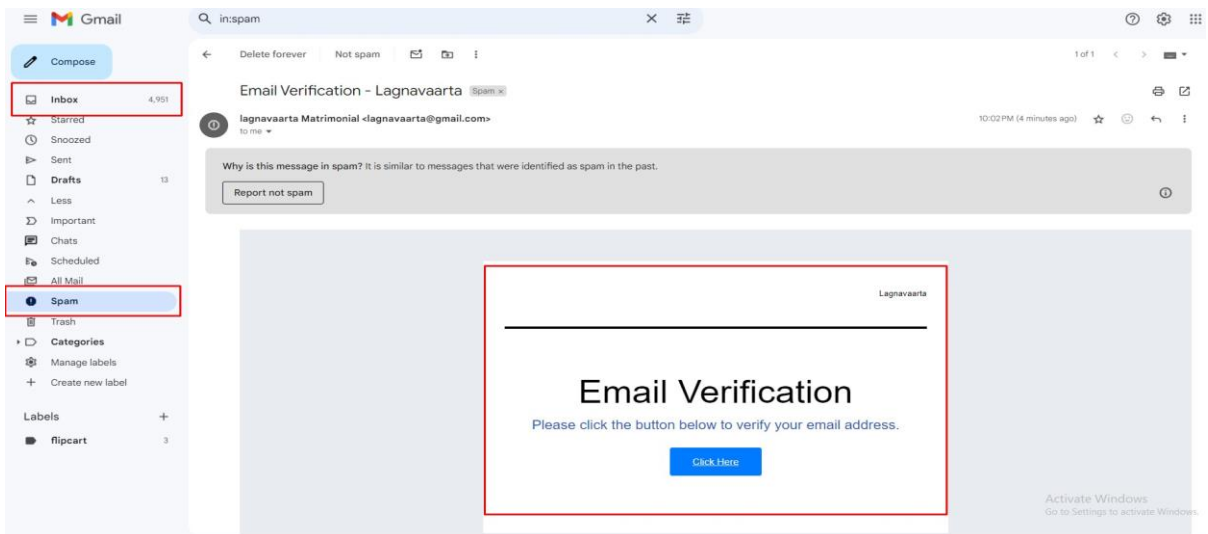 Gmail
in:spam
Compose
Inbox 4,951
Starred
Snoozed
Sent
Drafts 13
Less
Important
Chats
Scheduled
All Mail
Spam
Trash
Categories
Manage labels
Create new label
Labels
flipcart 3
Delete forever Not spam 1 of 1
Email Verification - Lagnavaarta Spam x
lagnavaarta Matrimonial <lagnavaarta@gmail.com> 10:02 PM (4 minutes ago)
to me
Why is this message in spam? It is similar to messages that were identified as spam in the past.
Report not spam
Lagnavaarta
Email Verification
Please click the button below to verify your email address.
Click Here
Activate Windows
Go to Settings to activate Windows.